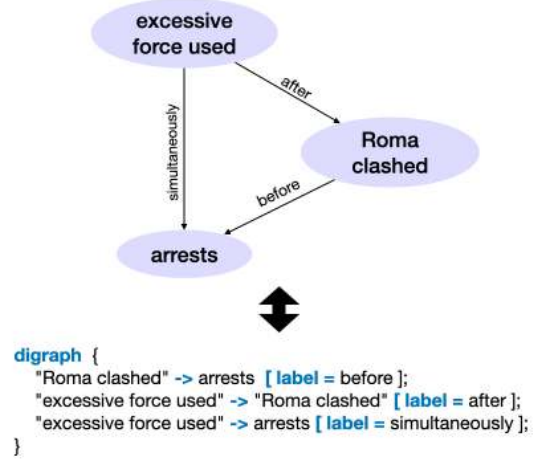 excessive
force used
after
simultaneously
Roma
clashed
before
arrests
digraph {
"Roma clashed" -> arrests [ label = before ];
"excessive force used" -> "Roma clashed" [ label = after ];
"excessive force used" -> arrests [ label = simultaneously ];
}